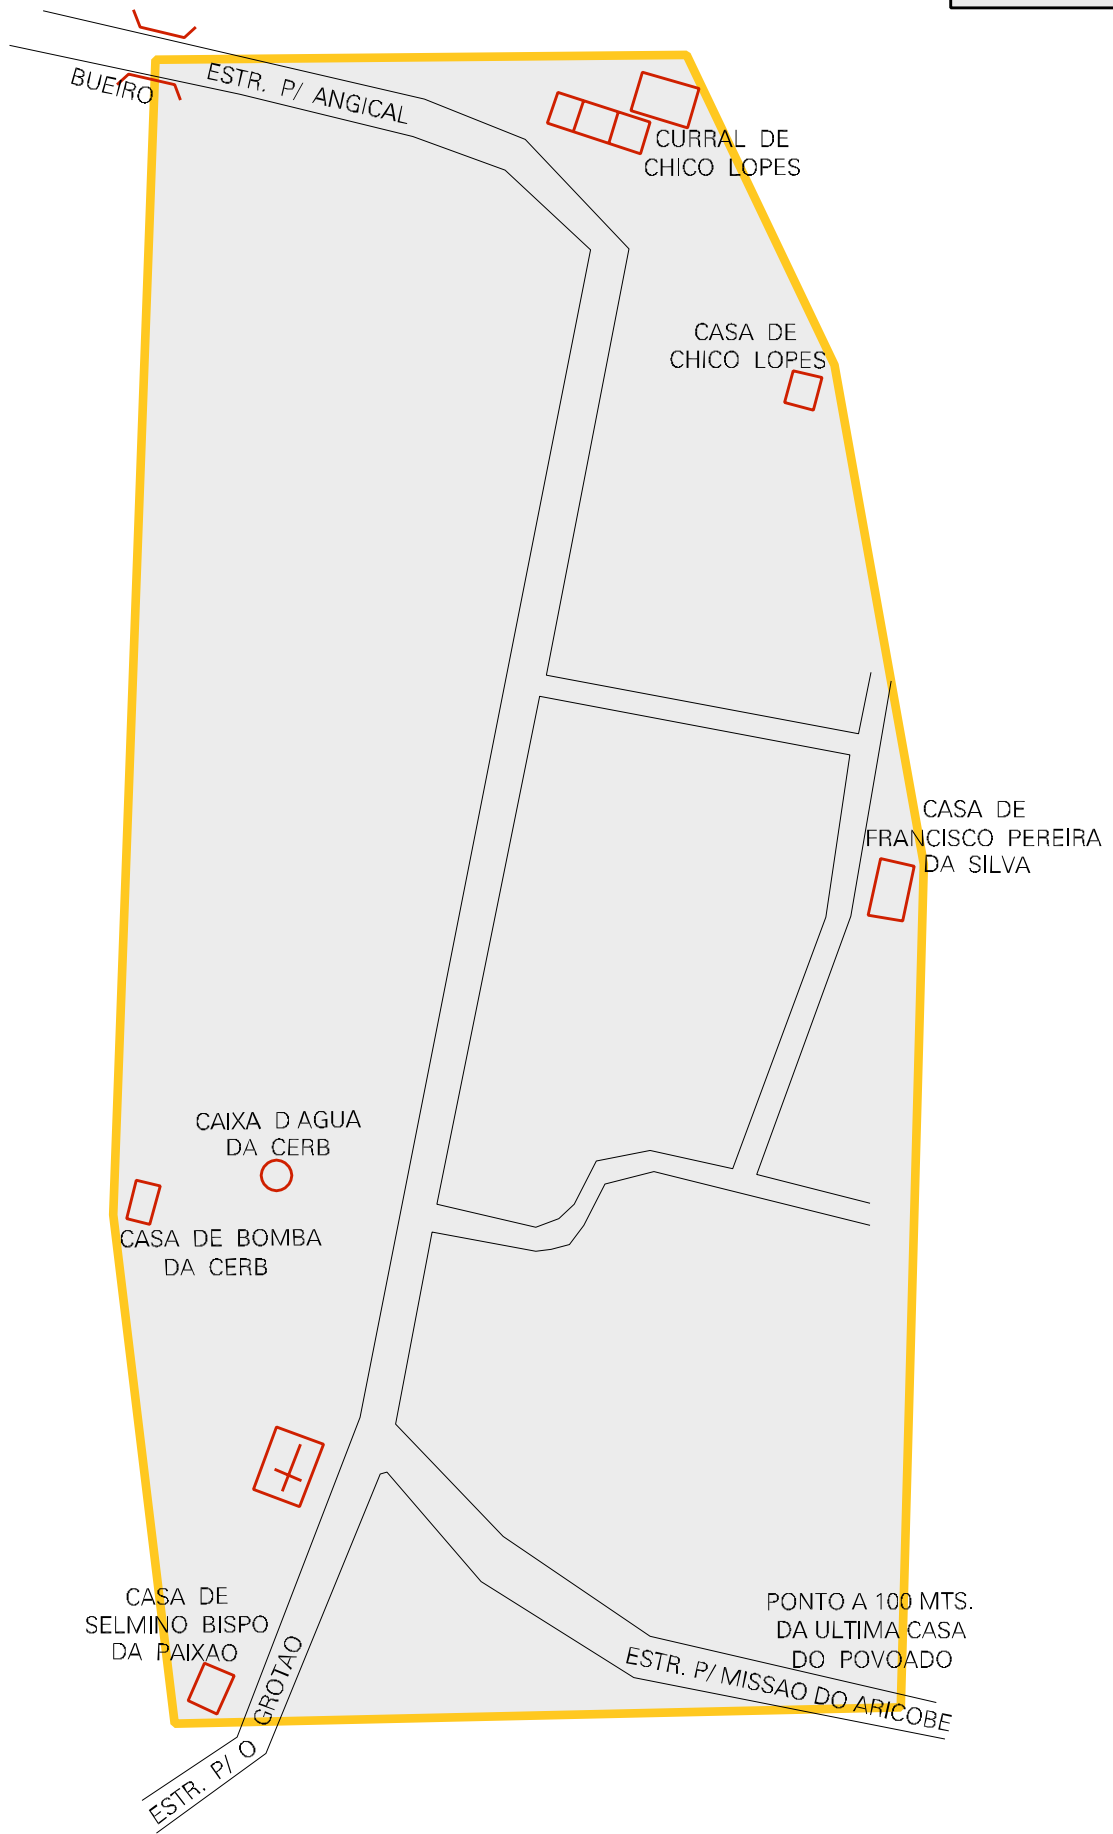 BUEIRO
ESTR. P/ ANGICAL
CURRAL DE
CHICO LOPES
CASA DE
CHICO LOPES
CASA DE
FRANCISCO PEREIRA
DA SILVA
CAIXA D AGUA
DA CERB
CASA DE BOMBA
DA CERB
CASA DE
SELMINO BISPO
DA PAIXAO
PONTO A 100 MTS.
DA ULTIMA CASA
DO POVOADO
ESTR. P/ MISSAO DO ARICOBE
ESTR. P/ O GROTAO